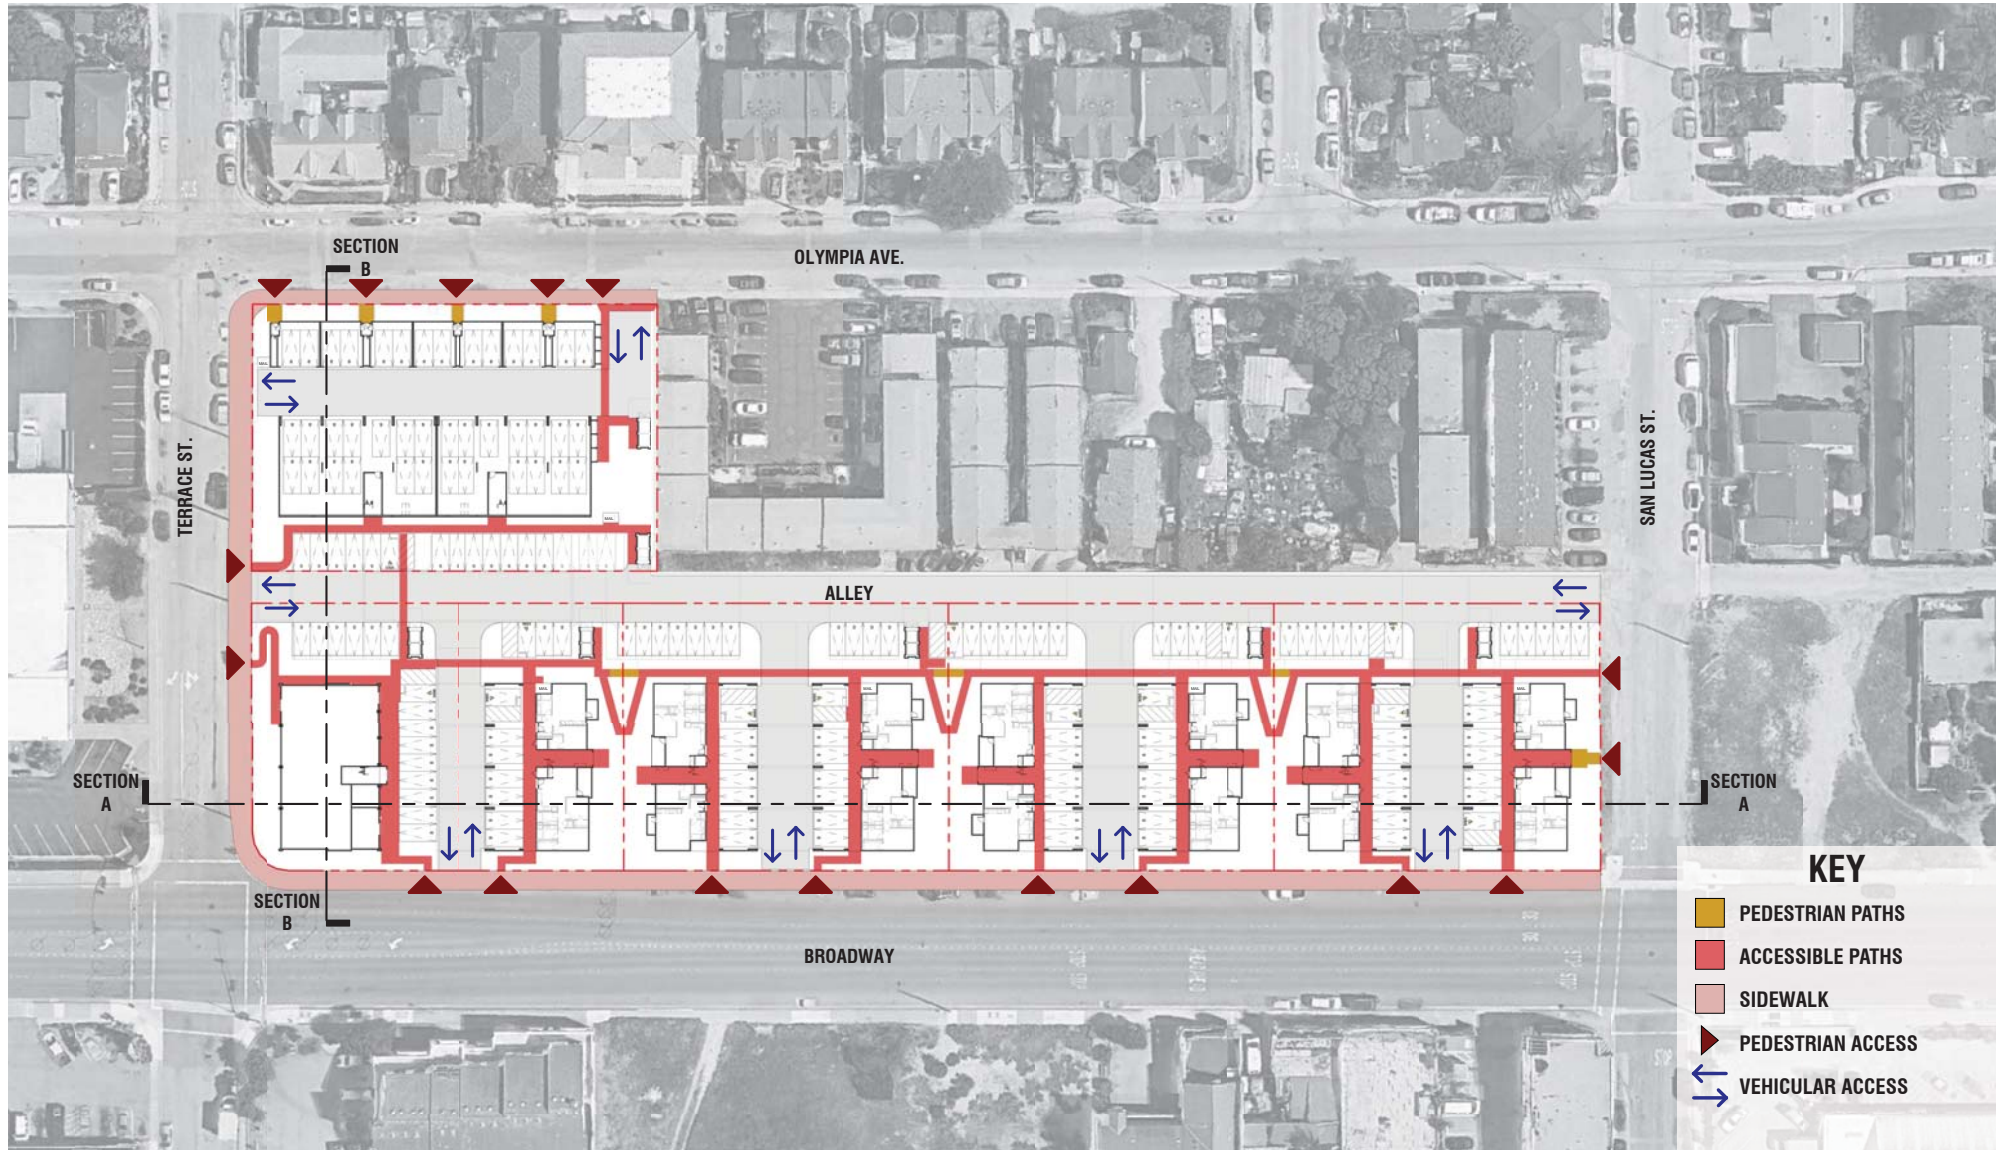 SECTION
B
OLYMPIA AVE.
TERRACE ST.
SAN LUCAS ST.
ALLEY
SECTION
A
SECTION
A
SECTION
B
BROADWAY
KEY
PEDESTRIAN PATHS
ACCESSIBLE PATHS
SIDEWALK
PEDESTRIAN ACCESS
VEHICULAR ACCESS